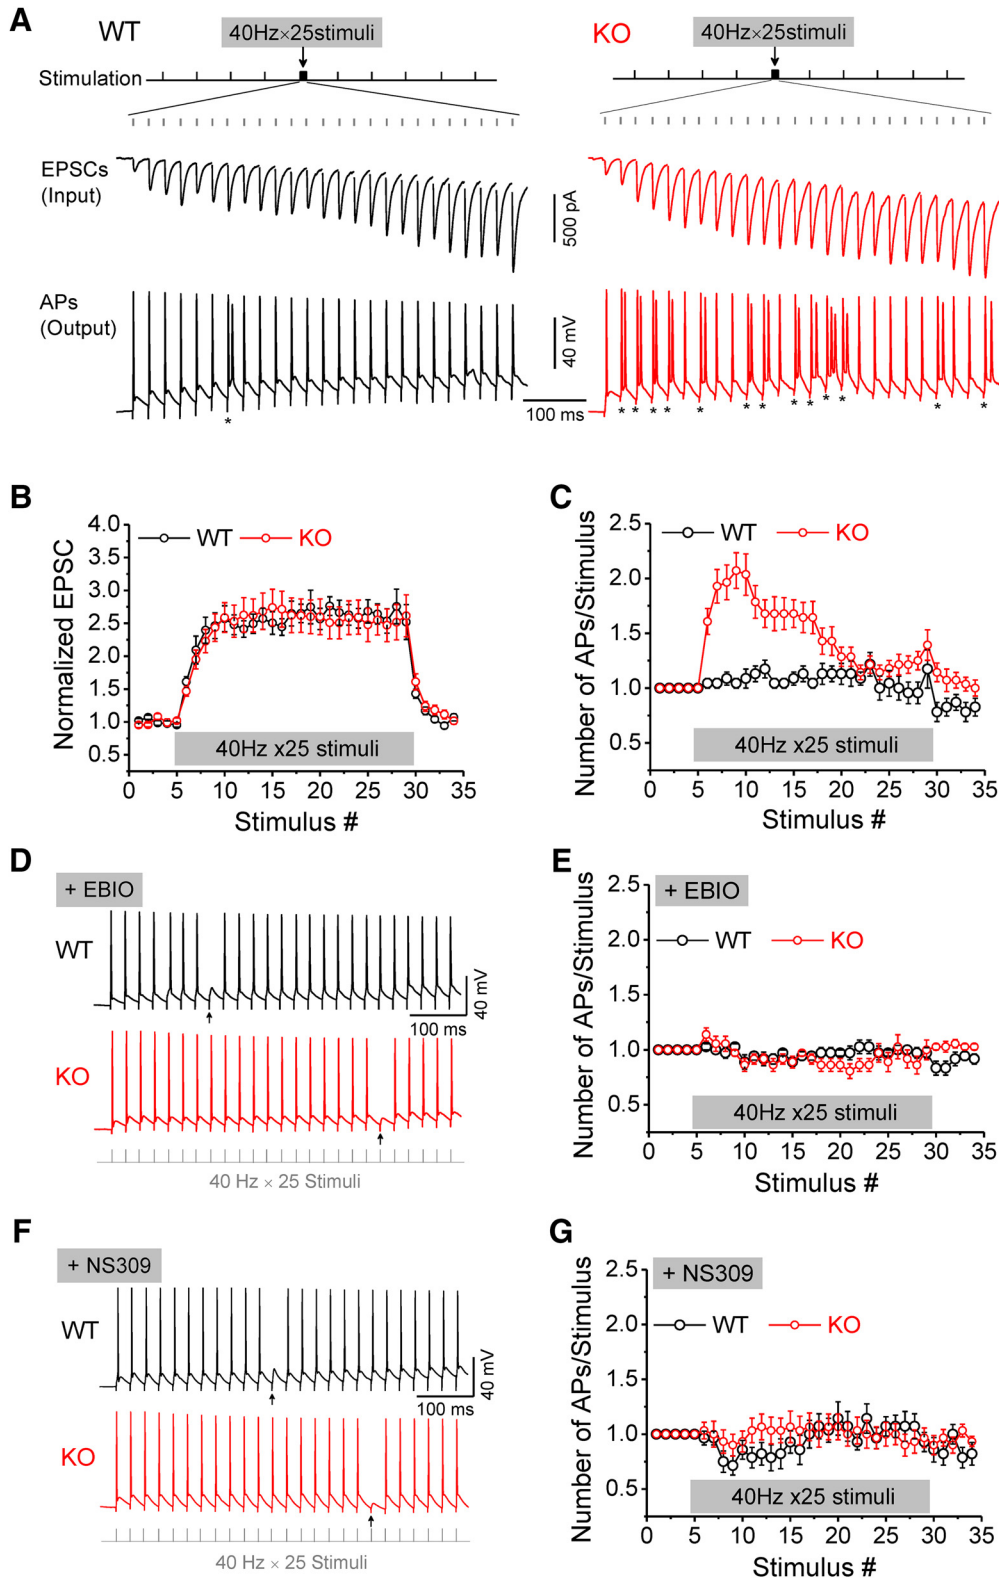 A
WT
40Hz×25stimuli
KO
40Hz×25stimuli
Stimulation
EPSCs
(Input)
500 pA
APs
(Output)
40 mV
100 ms
* * * * * * * * * * * * * *
B
4.0
3.5
3.0
2.5
2.0
1.5
1.0
0.5
Normalized EPSC
WT
KO
40Hz x25 stimuli
0 5 10 15 20 25 30 35
Stimulus #
C
2.5
2.0
1.5
1.0
0.5
Number of APs/Stimulus
WT
KO
40Hz x25 stimuli
0 5 10 15 20 25 30 35
Stimulus #
D
+ EBIO
WT
40 mV
100 ms
KO
40 Hz × 25 Stimuli
E
2.5
2.0
1.5
1.0
0.5
Number of APs/Stimulus
+ EBIO
WT
KO
40Hz x25 stimuli
0 5 10 15 20 25 30 35
Stimulus #
F
+ NS309
WT
40 mV
100 ms
KO
40 Hz × 25 Stimuli
G
2.5
2.0
1.5
1.0
0.5
Number of APs/Stimulus
+ NS309
WT
KO
40Hz x25 stimuli
0 5 10 15 20 25 30 35
Stimulus #